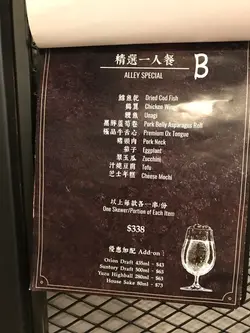 精選一人餐
B
ALLEY SPECIAL
鱈魚乾 Dried Cod Fish
雞翼 Chicken Wings
鰻魚 Unagi
黑豚蘆筍卷 Pork Belly Asparagus Roll
極品牛舌心 Premium Ox Tongue
豬頸肉 Pork Neck
茄子 Eggplant
翠玉瓜 Zucchini
汁燒豆腐 Tofu
芝士年糕 Cheese Mochi
以上每款各一串/份
One Skewer/Portion of Each Item
$338
優惠加配 Add-on
Orion Draft 435ml - $43
Suntory Draft 500ml - $63
Yuzu Highball 280ml - $63
House Sake 80ml - $73